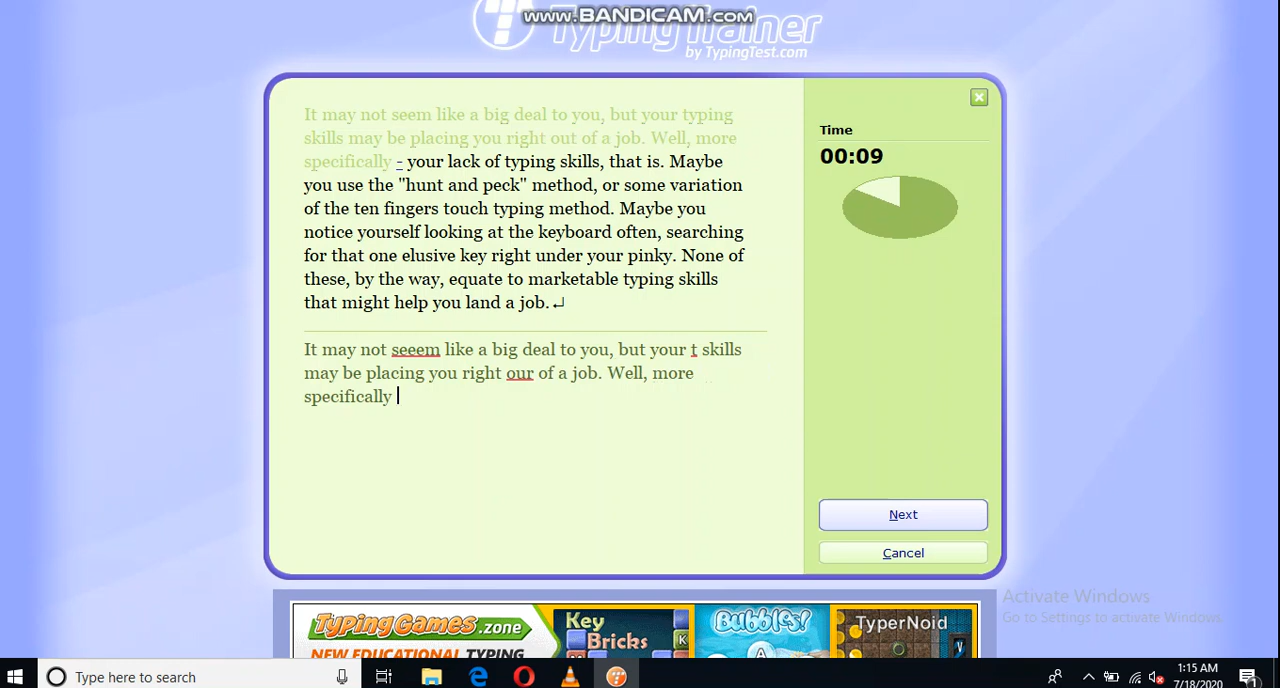 www.BANDICAM.com
TypingTrainer
by TypingTest.com
It may not seem like a big deal to you, but your typing
skills may be placing you right out of a job. Well, more
specifically - your lack of typing skills, that is. Maybe
you use the "hunt and peck" method, or some variation
of the ten fingers touch typing method. Maybe you
notice yourself looking at the keyboard often, searching
for that one elusive key right under your pinky. None of
these, by the way, equate to marketable typing skills
that might help you land a job.↵
It may not seeem like a big deal to you, but your t skills
may be placing you right our of a job. Well, more
specifically
Time
00:09
Next
Cancel
TypingGames.zone
NEW EDUCATIONAL TYPING
Key
Bricks
K
Bubbles!
A
TyperNoid
V
Activate Windows
Go to Settings to activate Windows.
Type here to search
1:15 AM
7/18/2020
1